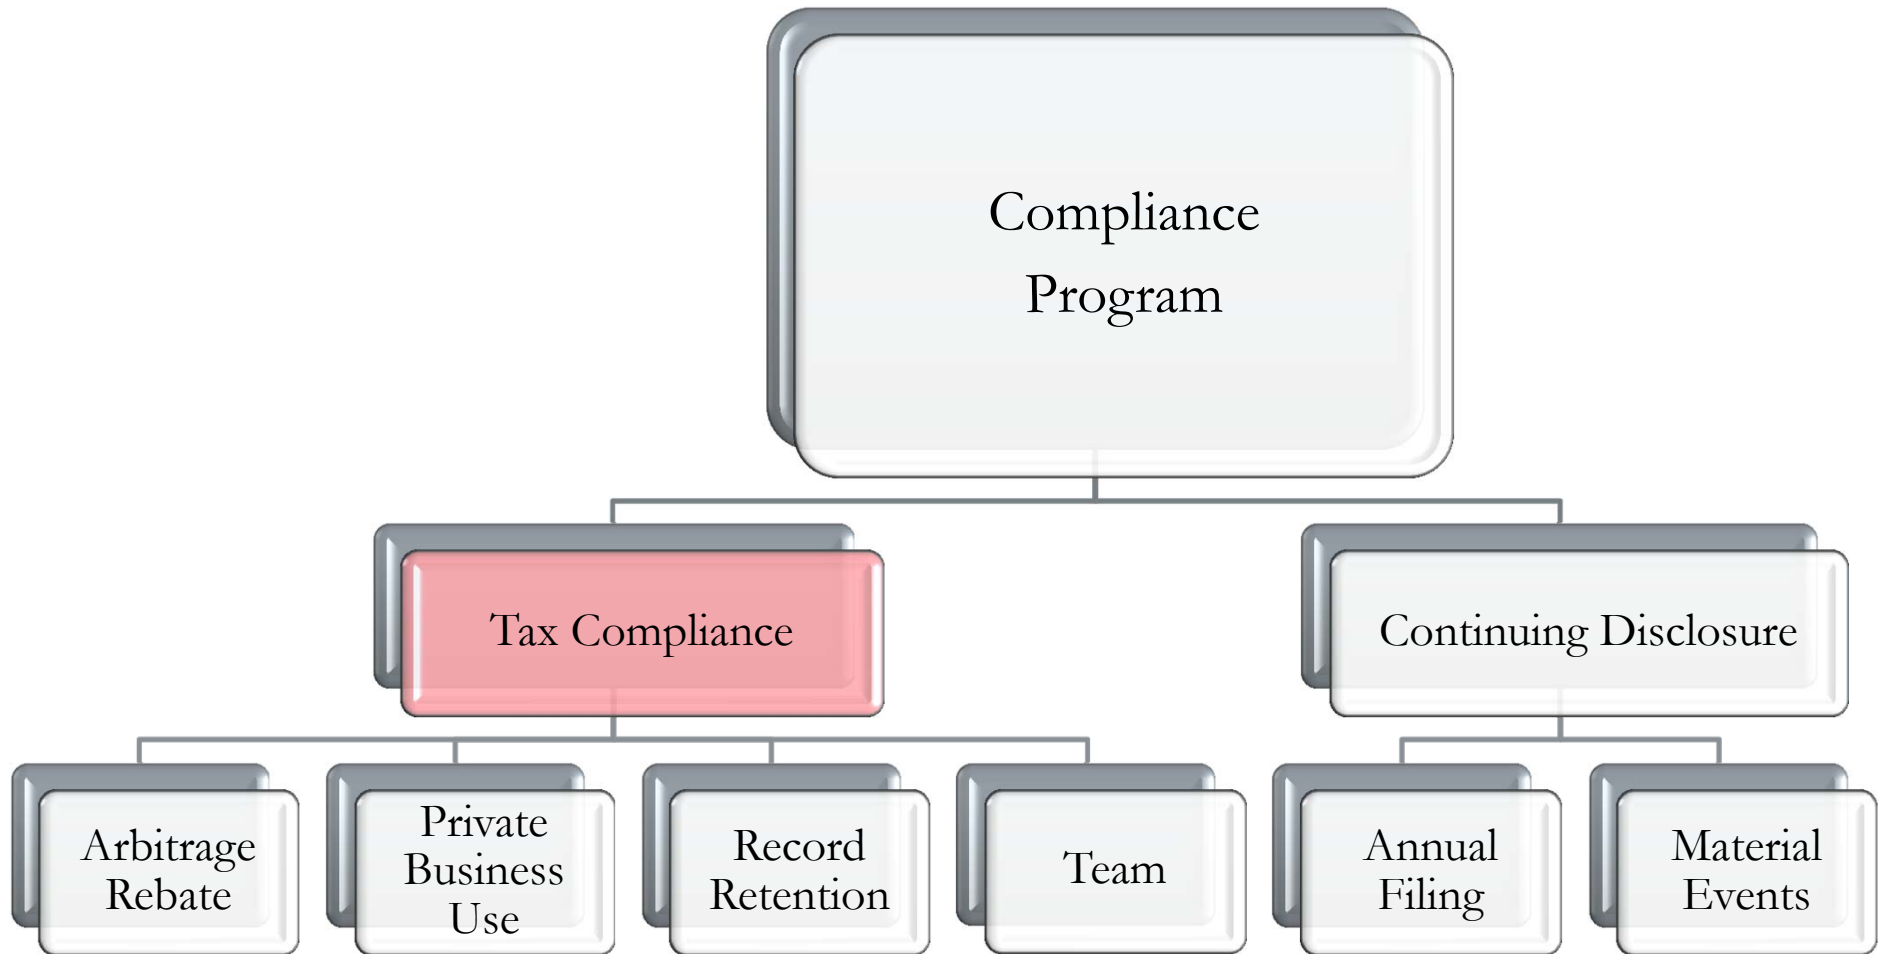 Compliance
Program
Tax Compliance
Continuing Disclosure
Arbitrage
Rebate
Private
Business
Use
Record
Retention
Team
Annual
Filing
Material
Events